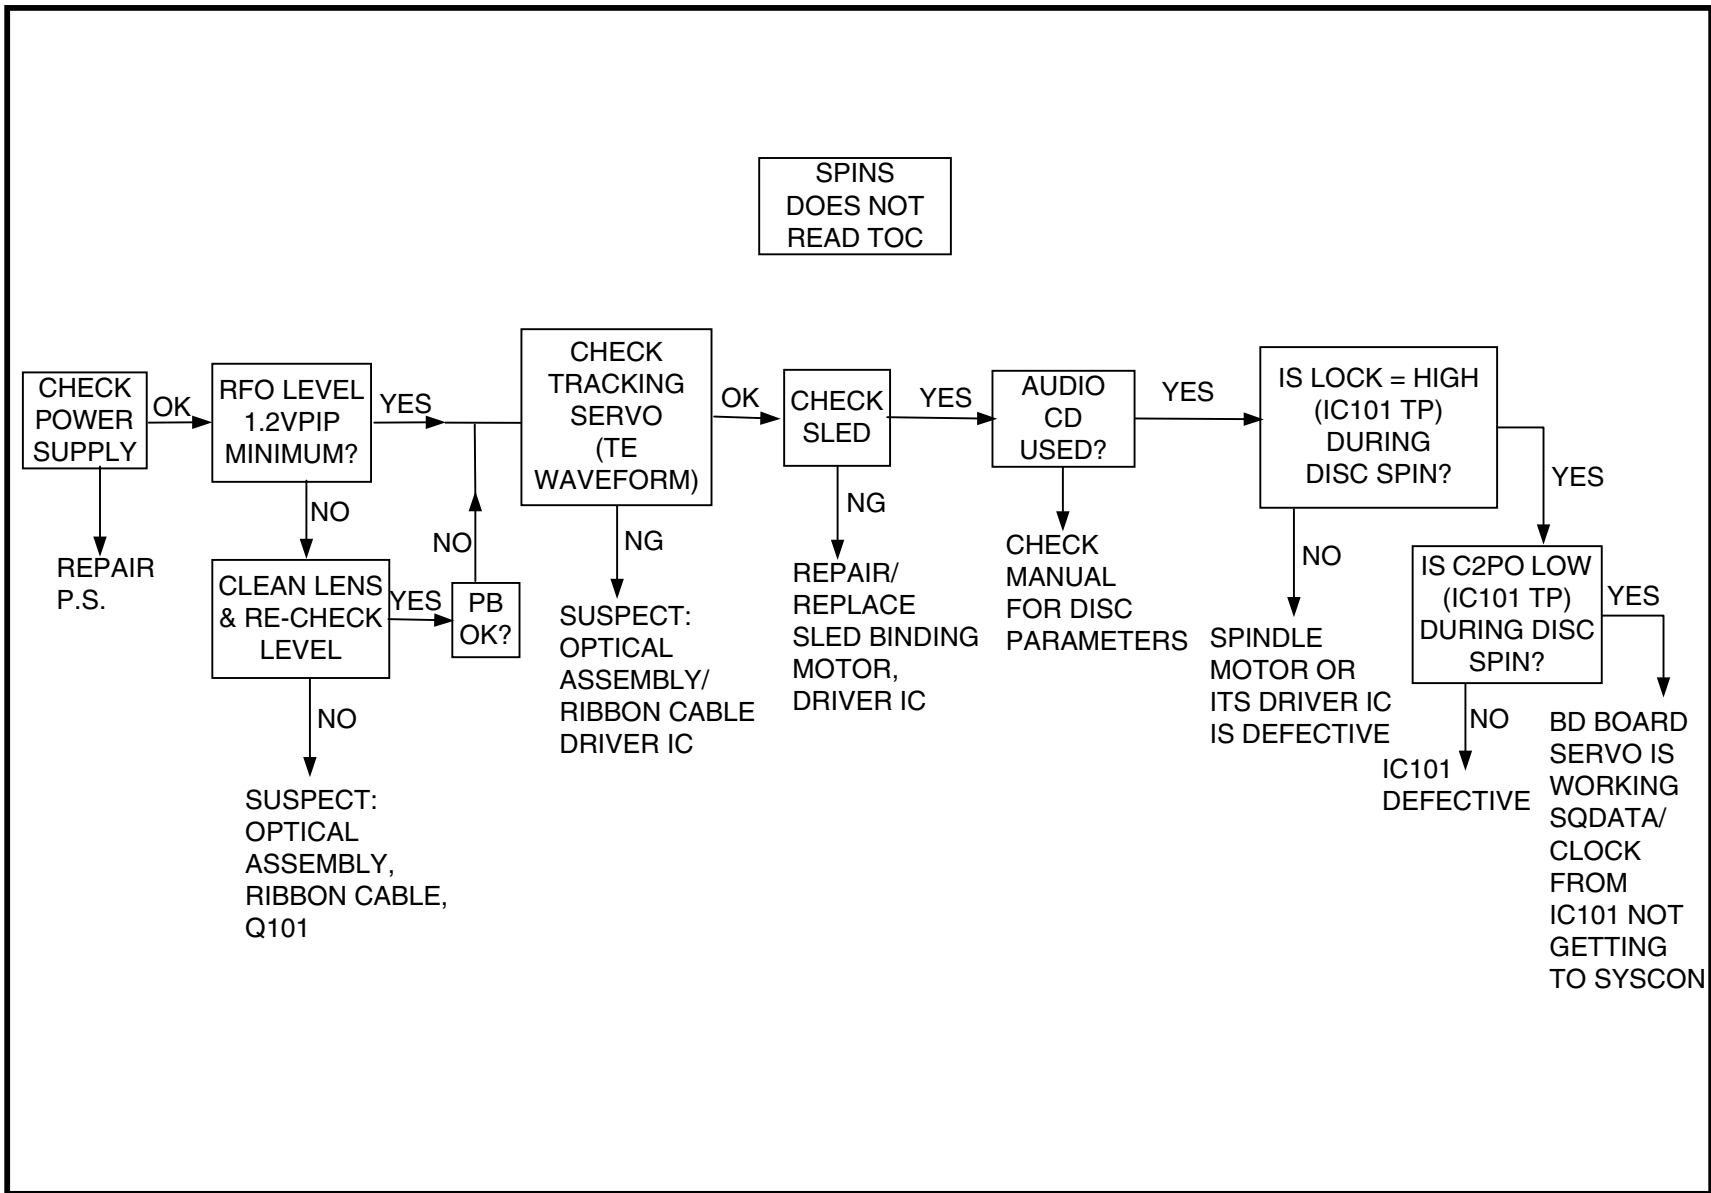 SPINS
DOES NOT
READ TOC
CHECK
POWER
SUPPLY
OK
REPAIR
P.S.
RFO LEVEL
1.2VPIP
MINIMUM?
YES
NO
CLEAN LENS
& RE-CHECK
LEVEL
YES
NO
SUSPECT:
OPTICAL
ASSEMBLY,
RIBBON CABLE,
Q101
PB
OK?
NO
CHECK
TRACKING
SERVO
(TE
WAVEFORM)
OK
NG
SUSPECT:
OPTICAL
ASSEMBLY/
RIBBON CABLE
DRIVER IC
CHECK
SLED
YES
NG
REPAIR/
REPLACE
SLED BINDING
MOTOR,
DRIVER IC
AUDIO
CD
USED?
YES
CHECK
MANUAL
FOR DISC
PARAMETERS
IS LOCK = HIGH
(IC101 TP)
DURING
DISC SPIN?
YES
NO
SPINDLE
MOTOR OR
ITS DRIVER IC
IS DEFECTIVE
IS C2PO LOW
(IC101 TP)
DURING DISC
SPIN?
YES
NO
IC101
DEFECTIVE
BD BOARD
SERVO IS
WORKING
SQDATA/
CLOCK
FROM
IC101 NOT
GETTING
TO SYSCON